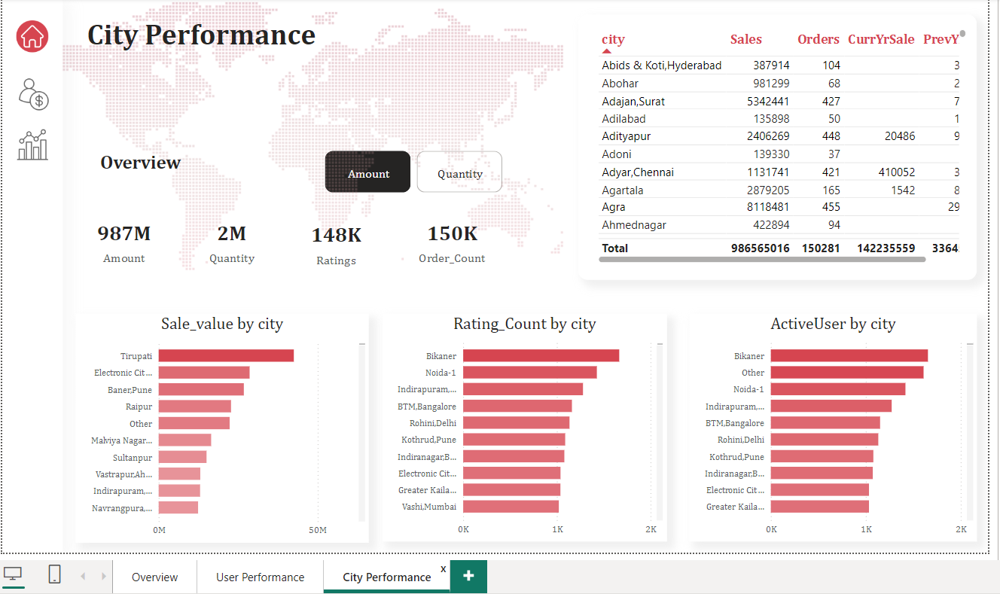 City Performance
Overview
Amount
Quantity
987M
2M
148K
150K
Amount
Quantity
Ratings
Order_Count
city Sales Orders CurrYrSale PrevY
Abids & Koti,Hyderabad 387914 104 3
Abohar 981299 68 2
Adajan,Surat 5342441 427 7
Adilabad 135898 50 1
Adityapur 2406269 448 20486 9
Adoni 139330 37
Adyar,Chennai 1131741 421 410052 3
Agartala 2879205 165 1542 8
Agra 8118481 455 29
Ahmednagar 422894 94
Total 986565016 150281 142235559 3364
Sale_value by city
Tirupati
Electronic Cit...
Baner,Pune
Raipur
Other
Malviya Nagar...
Sultanpur
Vastrapur,Ah...
Indirapuram,...
Navrangpura,...
0M 50M
Rating_Count by city
Bikaner
Noida-1
Indirapuram,...
BTM,Bangalore
Rohini,Delhi
Kothrud,Pune
Indiranagar,B...
Electronic Cit...
Greater Kaila...
Vashi,Mumbai
0K 1K 2K
ActiveUser by city
Bikaner
Other
Noida-1
Indirapuram,...
BTM,Bangalore
Rohini,Delhi
Kothrud,Pune
Indiranagar,B...
Electronic Cit...
Greater Kaila...
0K 1K 2K
Overview
User Performance
City Performance
x
+